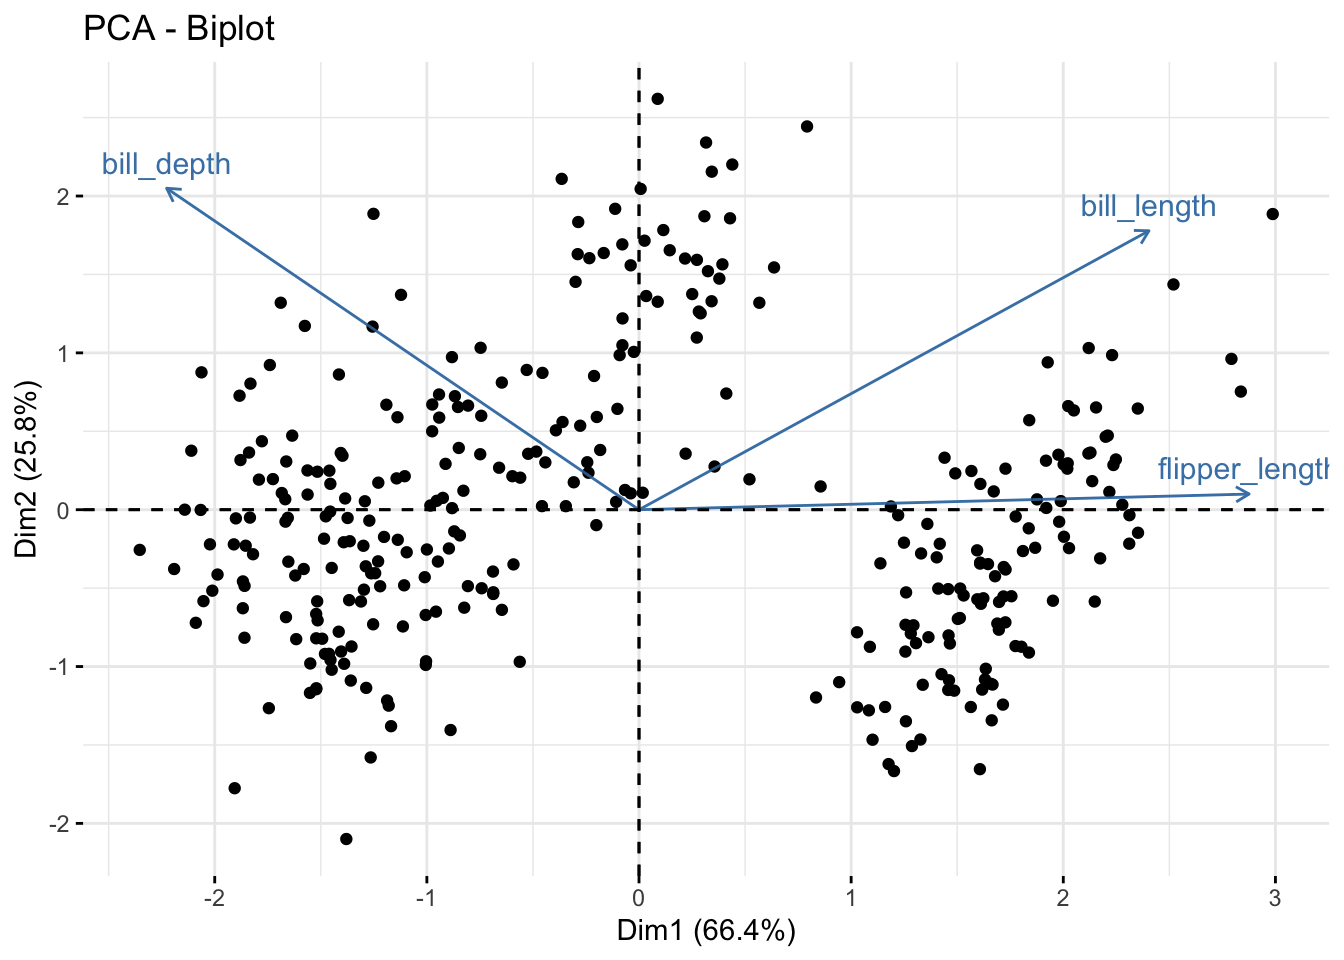 PCA - Biplot
bill_depth
bill_length
flipper_length
2
1
0
-1
-2
Dim2 (25.8%)
-2
-1
0
1
2
3
Dim1 (66.4%)